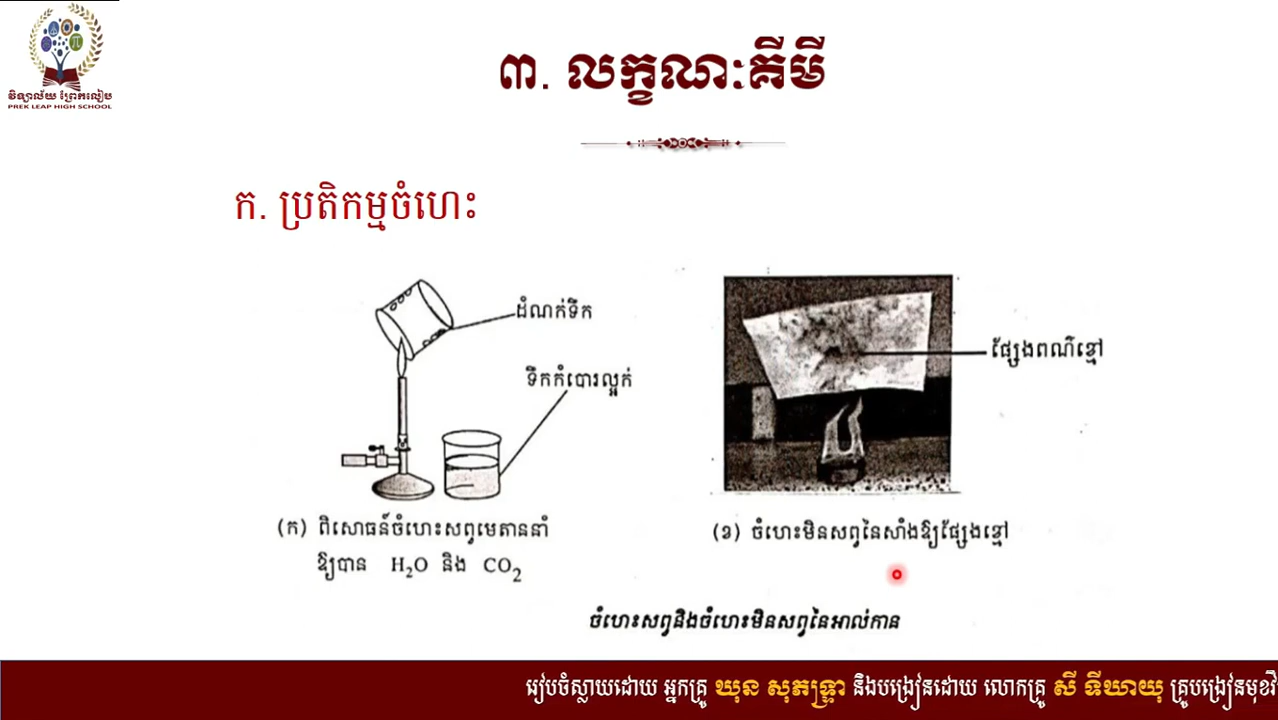 វិទ្យាល័យ ព្រែកលៀប
PREK LEAP HIGH SCHOOL
៣. លក្ខណៈគីមី
ក. ប្រតិកម្មចំហេះ
ដំណក់ទឹក
ទឹកកំបោរល្អក់
ផ្សែងពណ៌ខ្មៅ
(ក) ពិសោធន៍ចំហេះសព្វមេតាននាំ
ឱ្យបាន H₂O និង CO₂
(ខ) ចំហេះមិនសព្វនៃសាំងឱ្យផ្សែងខ្មៅ
ចំហេះសព្វនិងចំហេះមិនសព្វនៃអាល់កាន
រៀបចំស្លាយដោយ អ្នកគ្រូ ឃុន សុភទ្ទ្រា និងបង្រៀនដោយ លោកគ្រូ សី ទីឃាយុ គ្រូបង្រៀនមុខវិ